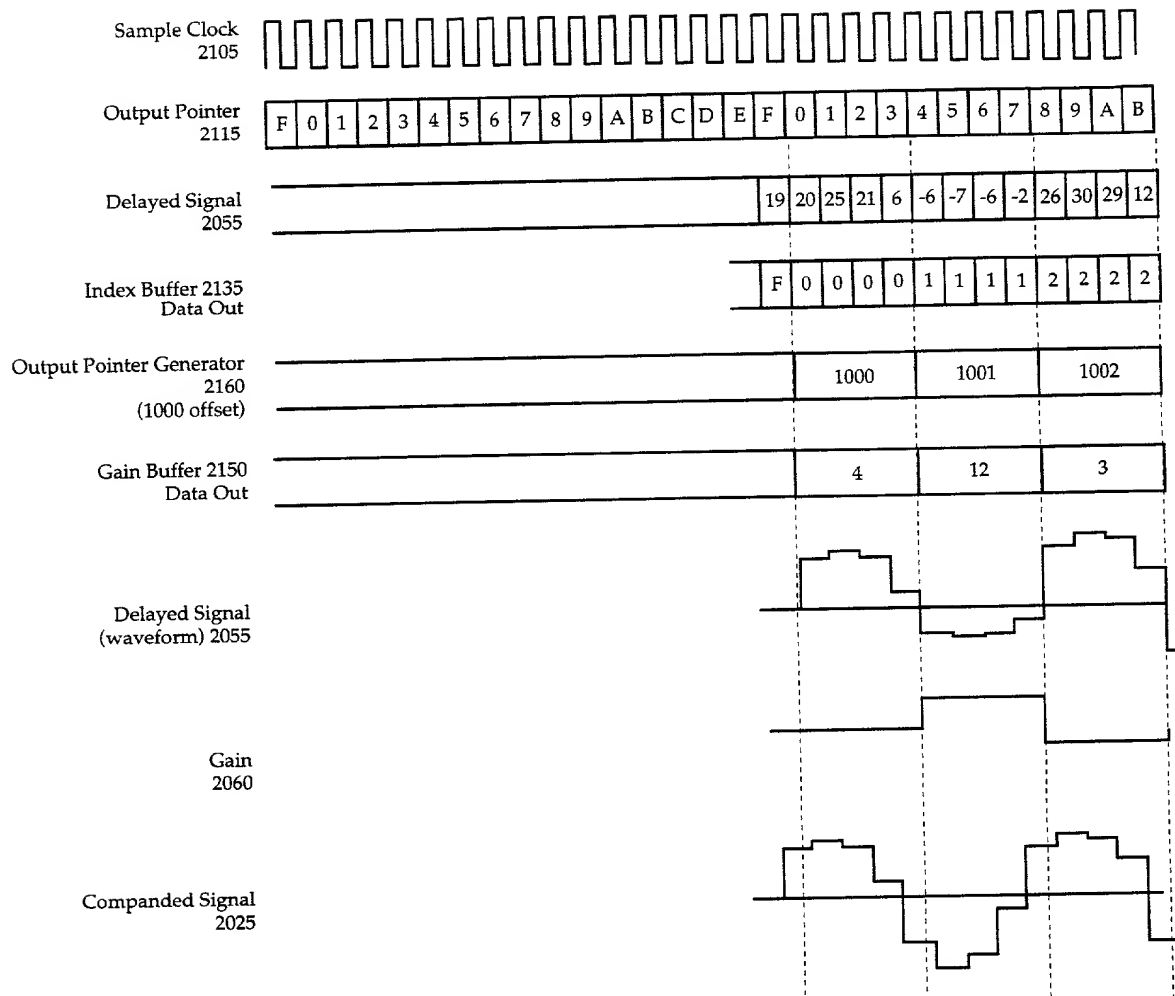 Sample Clock
2105
Output Pointer
2115
F 0 1 2 3 4 5 6 7 8 9 A B C D E F 0 1 2 3 4 5 6 7 8 9 A B
Delayed Signal
2055
19 20 25 21 6 -6 -7 -6 -2 26 30 29 12
Index Buffer 2135
Data Out
F 0 0 0 0 1 1 1 1 2 2 2 2
Output Pointer Generator
2160
(1000 offset)
1000 1001 1002
Gain Buffer 2150
Data Out
4 12 3
Delayed Signal
(waveform) 2055
Gain
2060
Companded Signal
2025